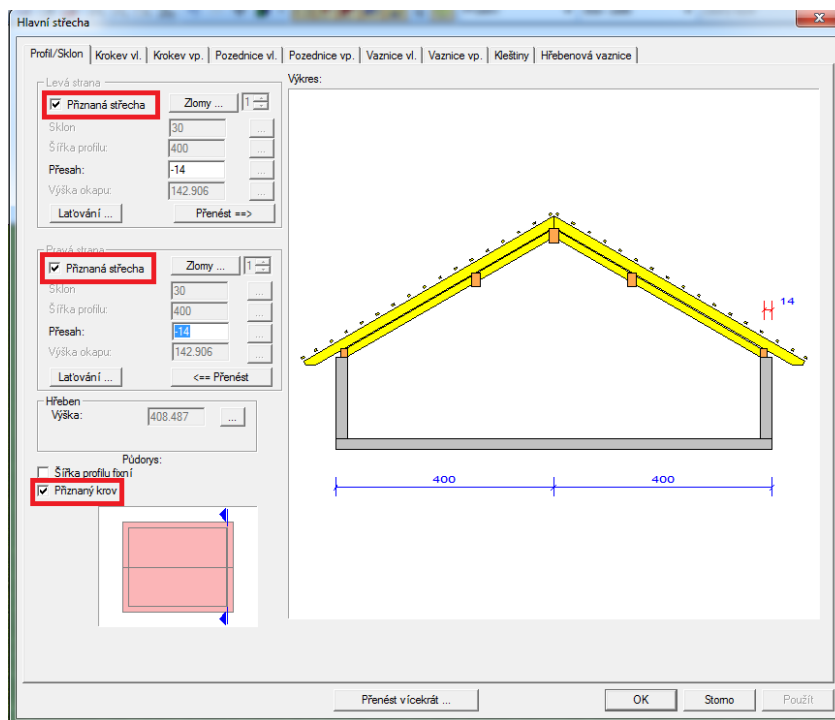 Hlavní střecha
x
Profil/Sklon Krokev vl. Krokev vp. Pozednice vl. Pozednice vp. Vaznice vl. Vaznice vp. Kleštiny Hřebenová vaznice
Levá strana
Přiznaná střecha Zlomy ... 1
Sklon 30 ...
Šířka profilu: 400 ...
Přesah: -14 ...
Výška okapu: 142.906 ...
Laťování ... Přenést ==>
Pravá strana
Přiznaná střecha Zlomy ... 1
Sklon 30 ...
Šířka profilu: 400 ...
Přesah: -14 ...
Výška okapu: 142.906 ...
Laťování ... <== Přenést
Hřeben
Výška: 408.487 ...
Půdorys:
Šířka profilu fixní
Přiznaný krov
Výkres:
14
400 400
Přenést vícekrát ... OK Storno Použít